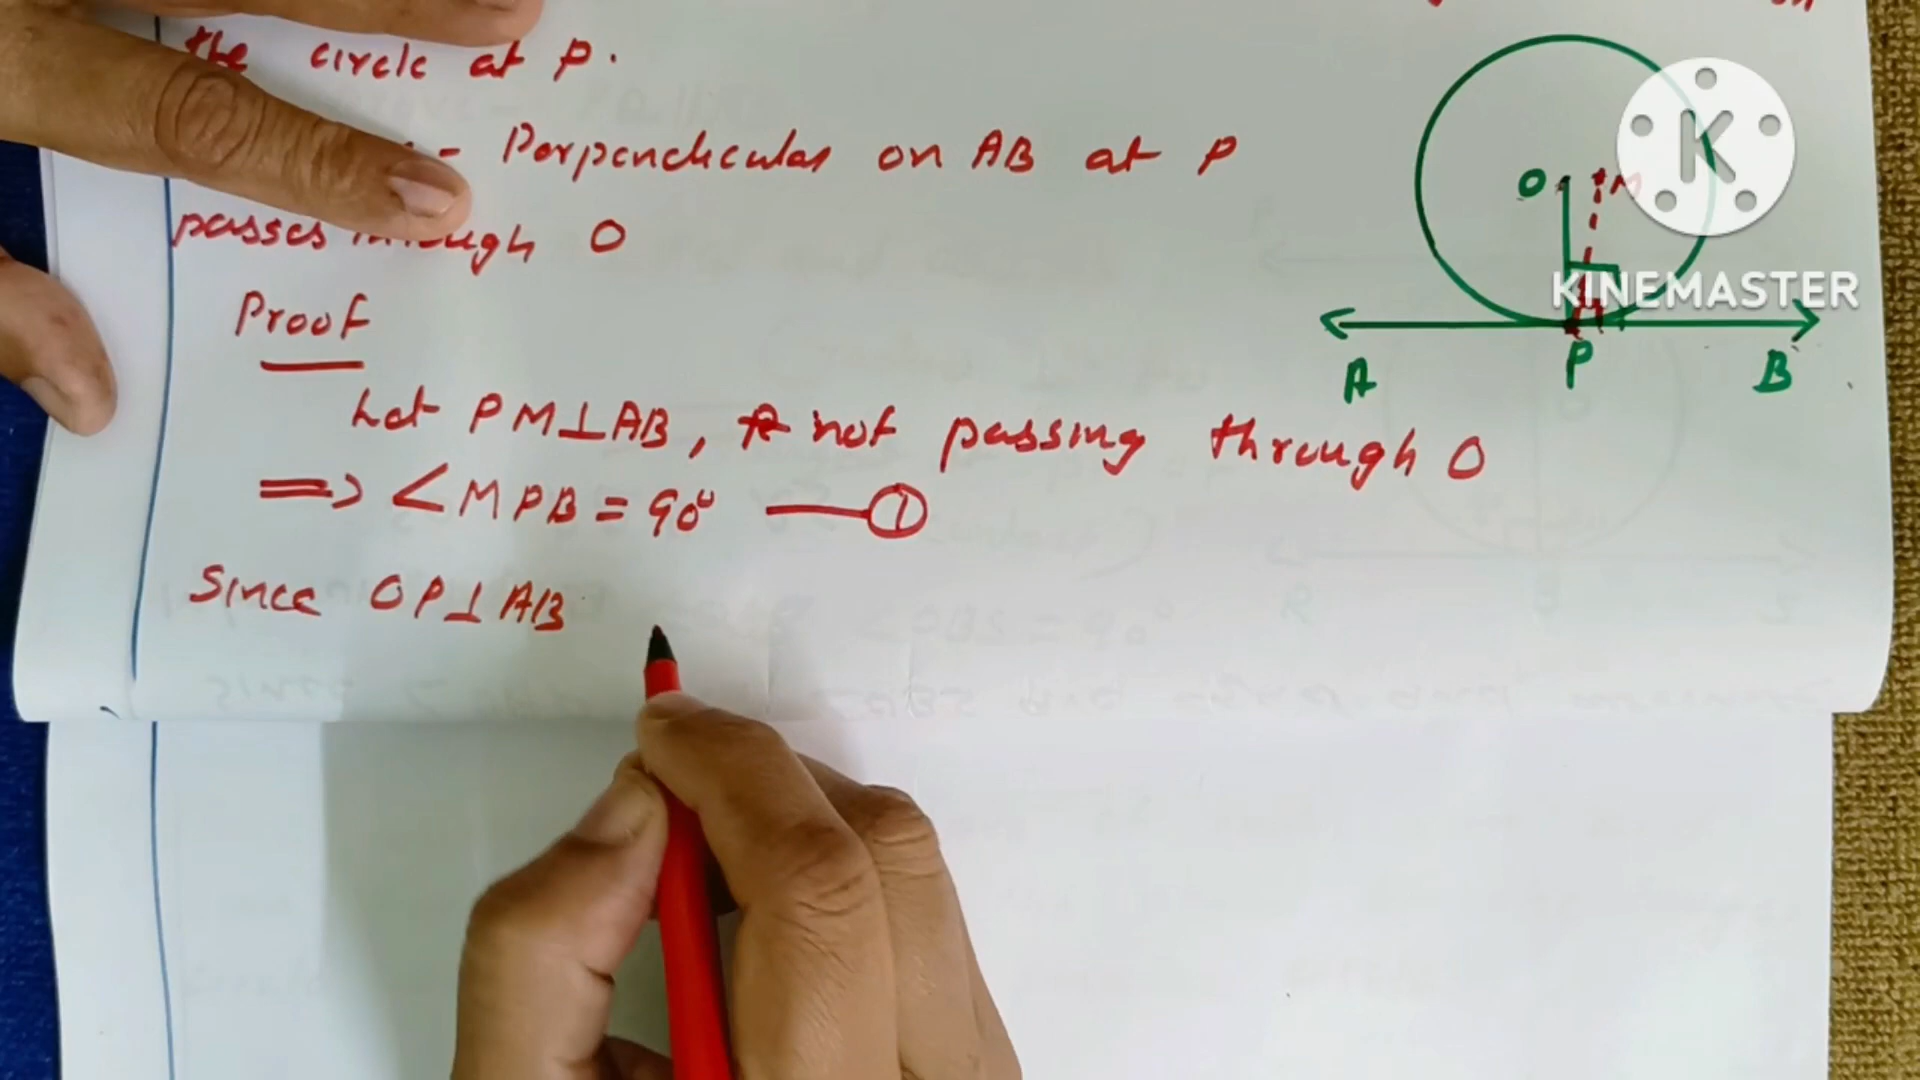 the circle at P.
- Perpendicular on AB at P
passes through O
Proof
Let PM⊥AB, not passing through O
=> ∠MPB = 90° —①
Since OP⊥AB
O M
A P B
K
KINEMASTER